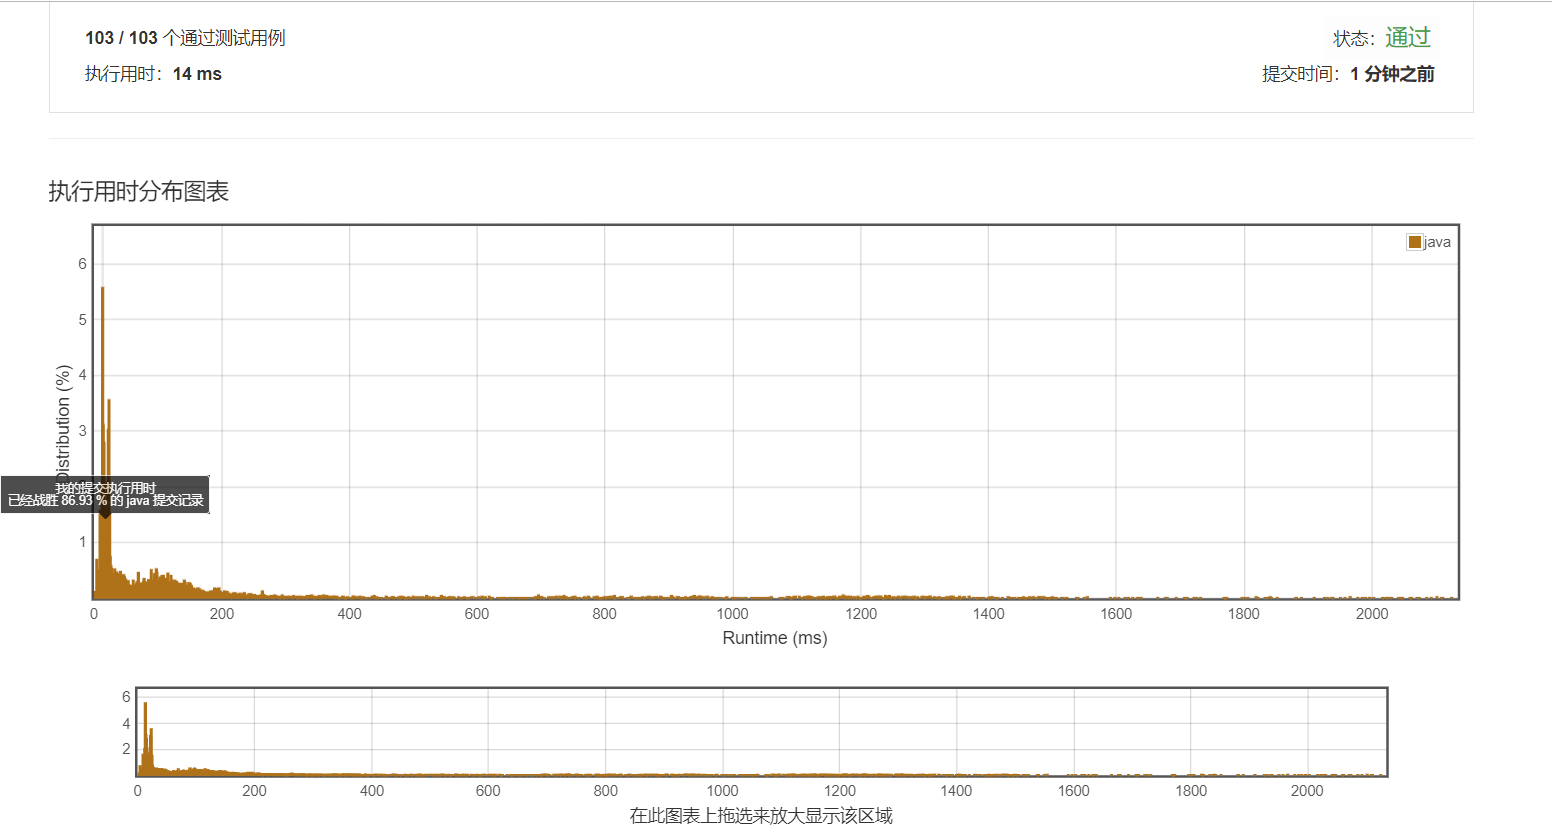 103 / 103 个通过测试用例
状态：通过
执行用时：14 ms
提交时间：1 分钟之前
执行用时分布图表
java
6
5
4
3
2
1
Distribution (%)
我的提交执行用时
已经战胜 86.93 % 的 java 提交记录
0 200 400 600 800 1000 1200 1400 1600 1800 2000
Runtime (ms)
6
4
2
0 200 400 600 800 1000 1200 1400 1600 1800 2000
在此图表上拖选来放大显示该区域